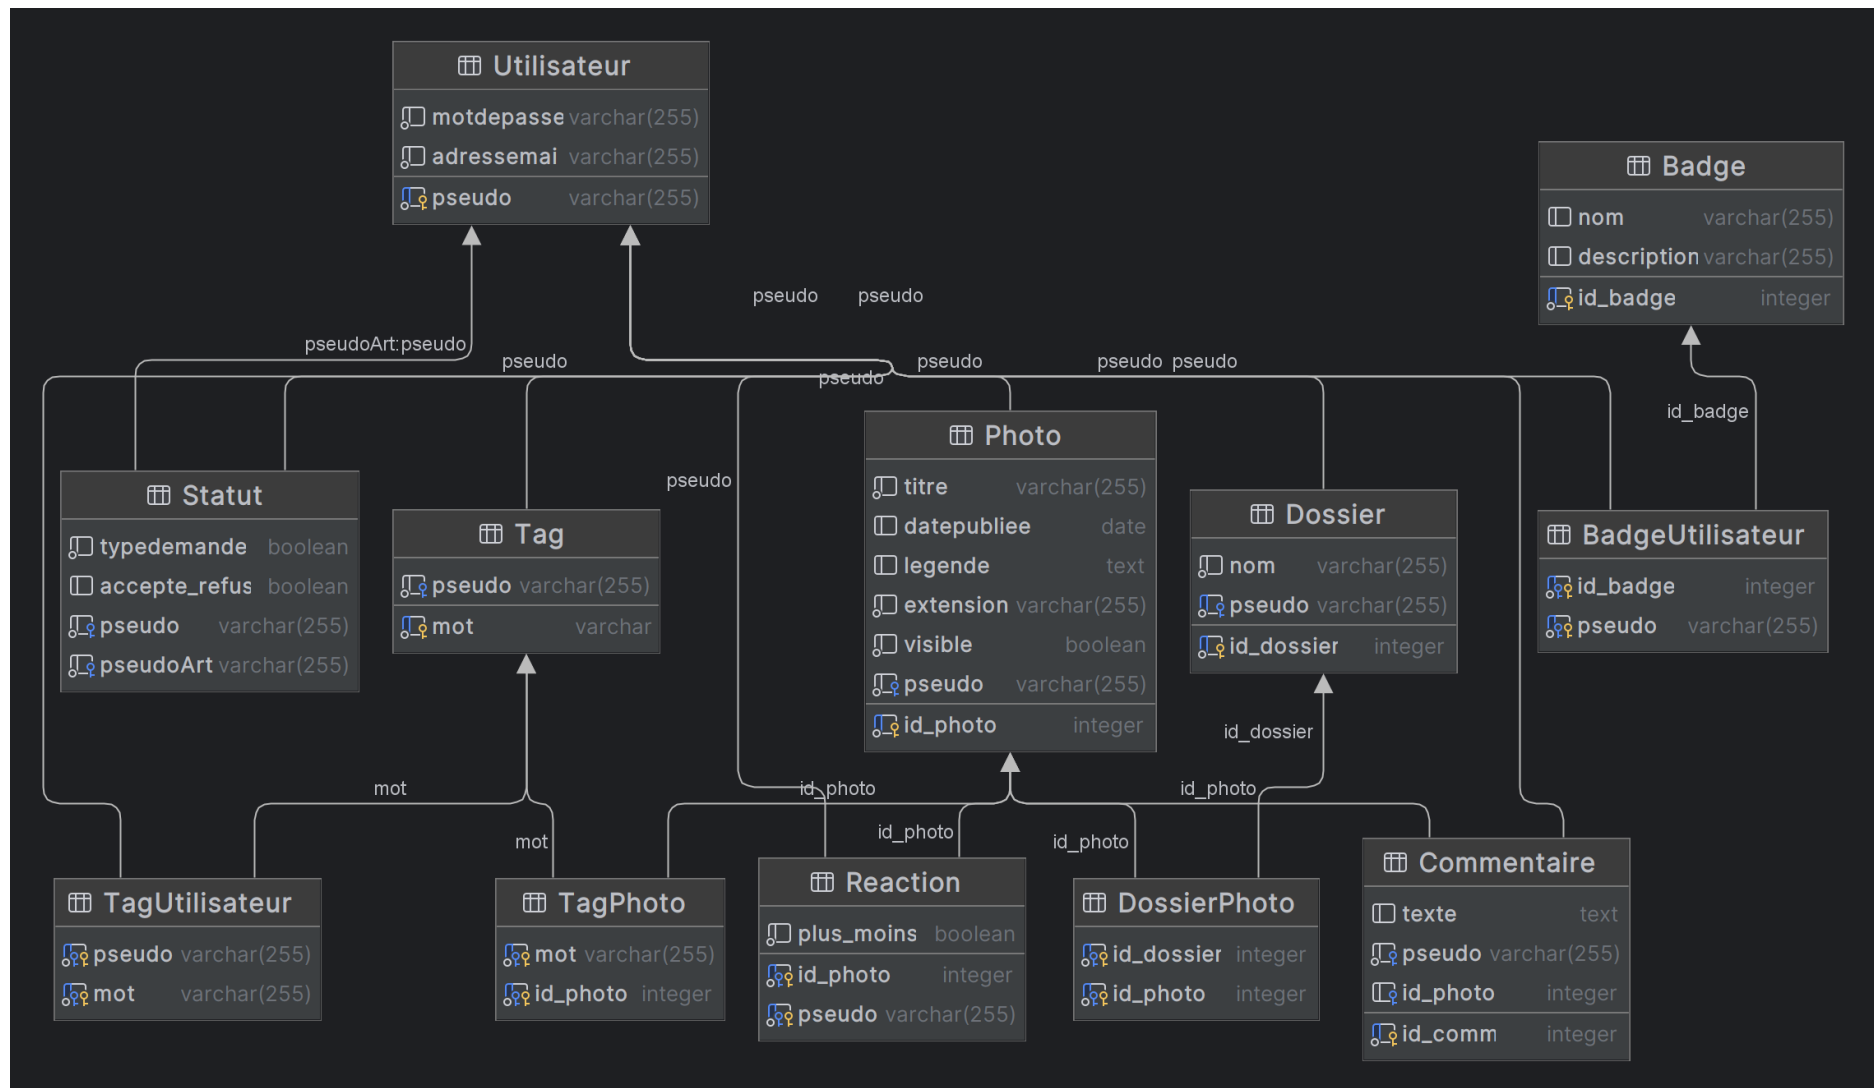 Utilisateur
motdepasse varchar(255)
adressemai varchar(255)
pseudo varchar(255)
Badge
nom varchar(255)
description varchar(255)
id_badge integer
pseudo pseudo
pseudoArt:pseudo
pseudo
pseudo
pseudo
pseudo pseudo
id_badge
pseudo
Statut
typedemande boolean
accepte_refus boolean
pseudo varchar(255)
pseudoArt varchar(255)
Tag
pseudo varchar(255)
mot varchar
Photo
titre varchar(255)
datepubliee date
legende text
extension varchar(255)
visible boolean
pseudo varchar(255)
id_photo integer
Dossier
nom varchar(255)
pseudo varchar(255)
id_dossier integer
BadgeUtilisateur
id_badge integer
pseudo varchar(255)
id_dossier
mot
id_photo
id_photo
mot
id_photo
id_photo
TagUtilisateur
pseudo varchar(255)
mot varchar(255)
TagPhoto
mot varchar(255)
id_photo integer
Reaction
plus_moins boolean
id_photo integer
pseudo varchar(255)
DossierPhoto
id_dossier integer
id_photo integer
Commentaire
texte text
pseudo varchar(255)
id_photo integer
id_comm integer